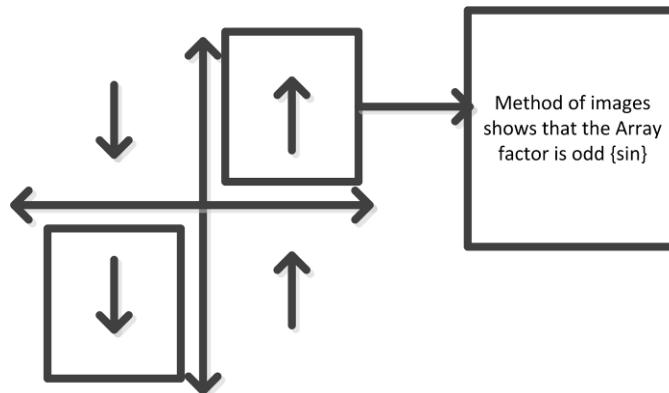 Method of images
shows that the Array
factor is odd {sin}